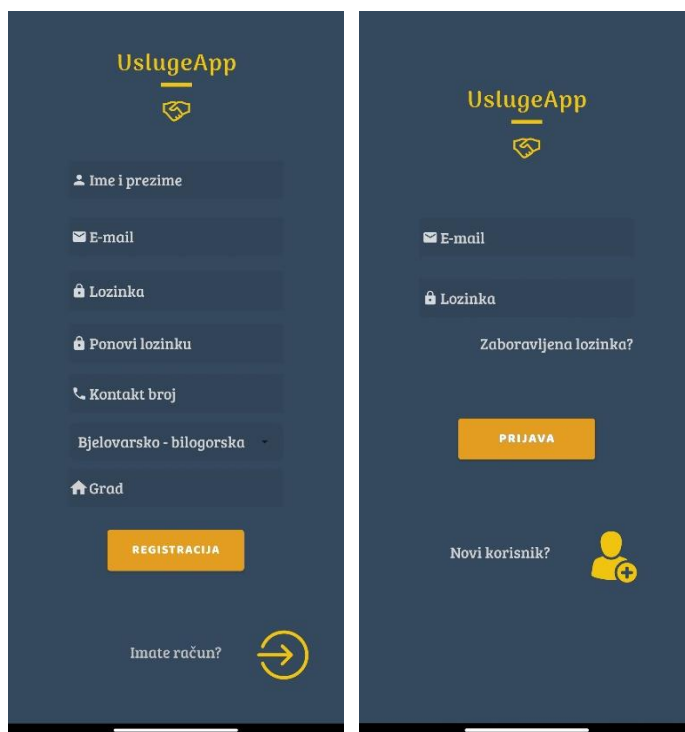 UslugeApp
Ime i prezime
E-mail
Lozinka
Ponovi lozinku
Kontakt broj
Bjelovarsko - bilogorska
Grad
REGISTRACIJA
Imate račun?
UslugeApp
E-mail
Lozinka
Zaboravljena lozinka?
PRIJAVA
Novi korisnik?